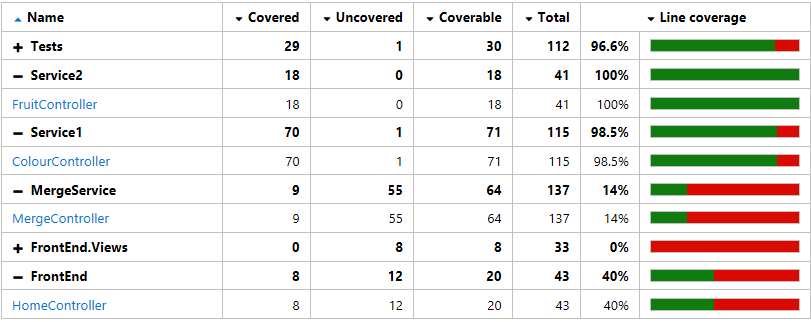 Name Covered Uncovered Coverable Total Line coverage
Tests 29 1 30 112 96.6%
Service2 18 0 18 41 100%
FruitController 18 0 18 41 100%
Service1 70 1 71 115 98.5%
ColourController 70 1 71 115 98.5%
MergeService 9 55 64 137 14%
MergeController 9 55 64 137 14%
FrontEnd.Views 0 8 8 33 0%
FrontEnd 8 12 20 43 40%
HomeController 8 12 20 43 40%